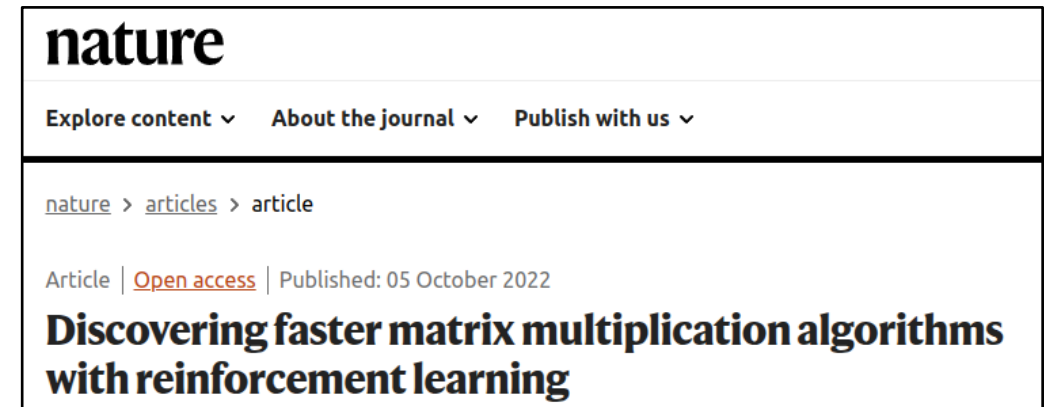 nature
Explore content About the journal Publish with us
nature > articles > article
Article | Open access | Published: 05 October 2022
Discovering faster matrix multiplication algorithms
with reinforcement learning